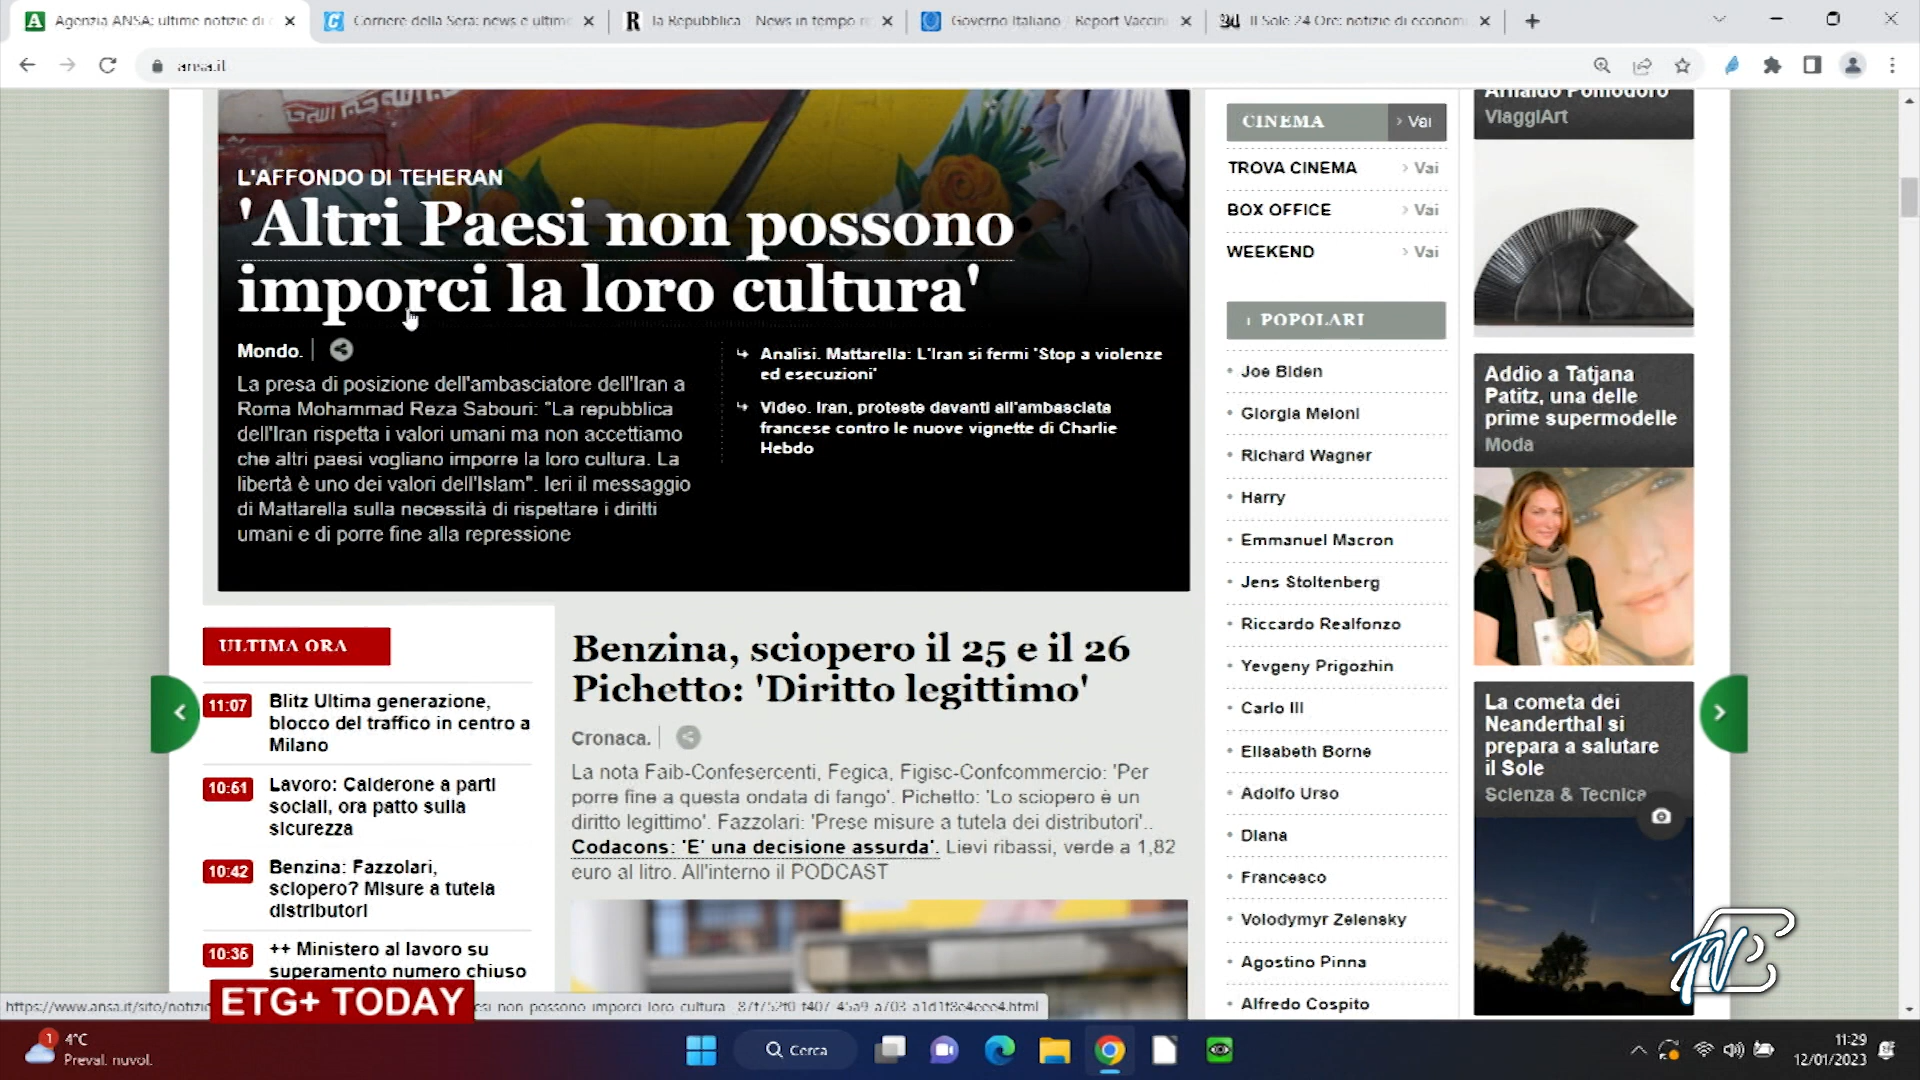 Agenzia ANSA: ultime notizie di c
Corriere della Sera: news e ultime
R la Repubblica - News in tempo r
Governo Italiano - Report Vaccini
Il Sole 24 Ore: notizie di econom
ansa.it
L'AFFONDO DI TEHERAN
'Altri Paesi non possono
imporci la loro cultura'
Mondo.
La presa di posizione dell'ambasciatore dell'Iran a
Roma Mohammad Reza Sabouri: "La repubblica
dell'Iran rispetta i valori umani ma non accettiamo
che altri paesi vogliano imporre la loro cultura. La
libertà è uno dei valori dell'Islam". Ieri il messaggio
di Mattarella sulla necessità di rispettare i diritti
umani e di porre fine alla repressione
Analisi. Mattarella: L'Iran si fermi 'Stop a violenze
ed esecuzioni'
Video. Iran, proteste davanti all'ambasciata
francese contro le nuove vignette di Charlie
Hebdo
ULTIMA ORA
11:07 Blitz Ultima generazione,
blocco del traffico in centro a
Milano
10:51 Lavoro: Calderone a parti
sociali, ora patto sulla
sicurezza
10:42 Benzina: Fazzolari,
sciopero? Misure a tutela
distributori
10:36 ++ Ministero al lavoro su
superamento numero chiuso
Benzina, sciopero il 25 e il 26
Pichetto: 'Diritto legittimo'
Cronaca.
La nota Faib-Confesercenti, Fegica, Figisc-Confcommercio: 'Per
porre fine a questa ondata di fango'. Pichetto: 'Lo sciopero è un
diritto legittimo'. Fazzolari: 'Prese misure a tutela dei distributori'..
Codacons: 'E' una decisione assurda'. Lievi ribassi, verde a 1,82
euro al litro. All'interno il PODCAST
CINEMA > Vai
TROVA CINEMA > Vai
BOX OFFICE > Vai
WEEKEND > Vai
+ POPOLARI
Joe Biden
Giorgia Meloni
Richard Wagner
Harry
Emmanuel Macron
Jens Stoltenberg
Riccardo Realfonzo
Yevgeny Prigozhin
Carlo III
Elisabeth Borne
Adolfo Urso
Diana
Francesco
Volodymyr Zelensky
Agostino Pinna
Alfredo Cospito
Arnaldo Pomodoro
ViaggiArt
Addio a Tatjana
Patitz, una delle
prime supermodelle
Moda
La cometa dei
Neanderthal si
prepara a salutare
il Sole
Scienza & Tecnica
https://www.ansa.it/sito/notizie
ETG+ TODAY
4°C
Preval. nuvol.
Cerca
11:29
12/01/2023